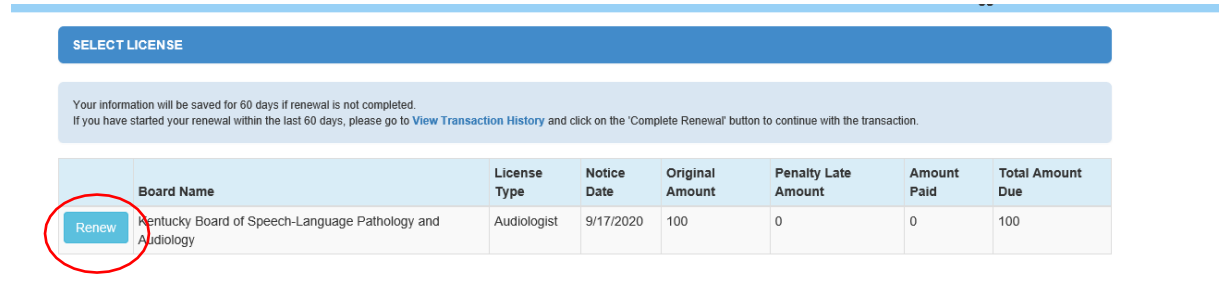 SELECT LICENSE
Your information will be saved for 60 days if renewal is not completed.
If you have started your renewal within the last 60 days, please go to View Transaction History and click on the 'Complete Renewal' button to continue with the transaction.
Board Name License Type Notice Date Original Amount Penalty Late Amount Amount Paid Total Amount Due
Renew Kentucky Board of Speech-Language Pathology and Audiology Audiologist 9/17/2020 100 0 0 100